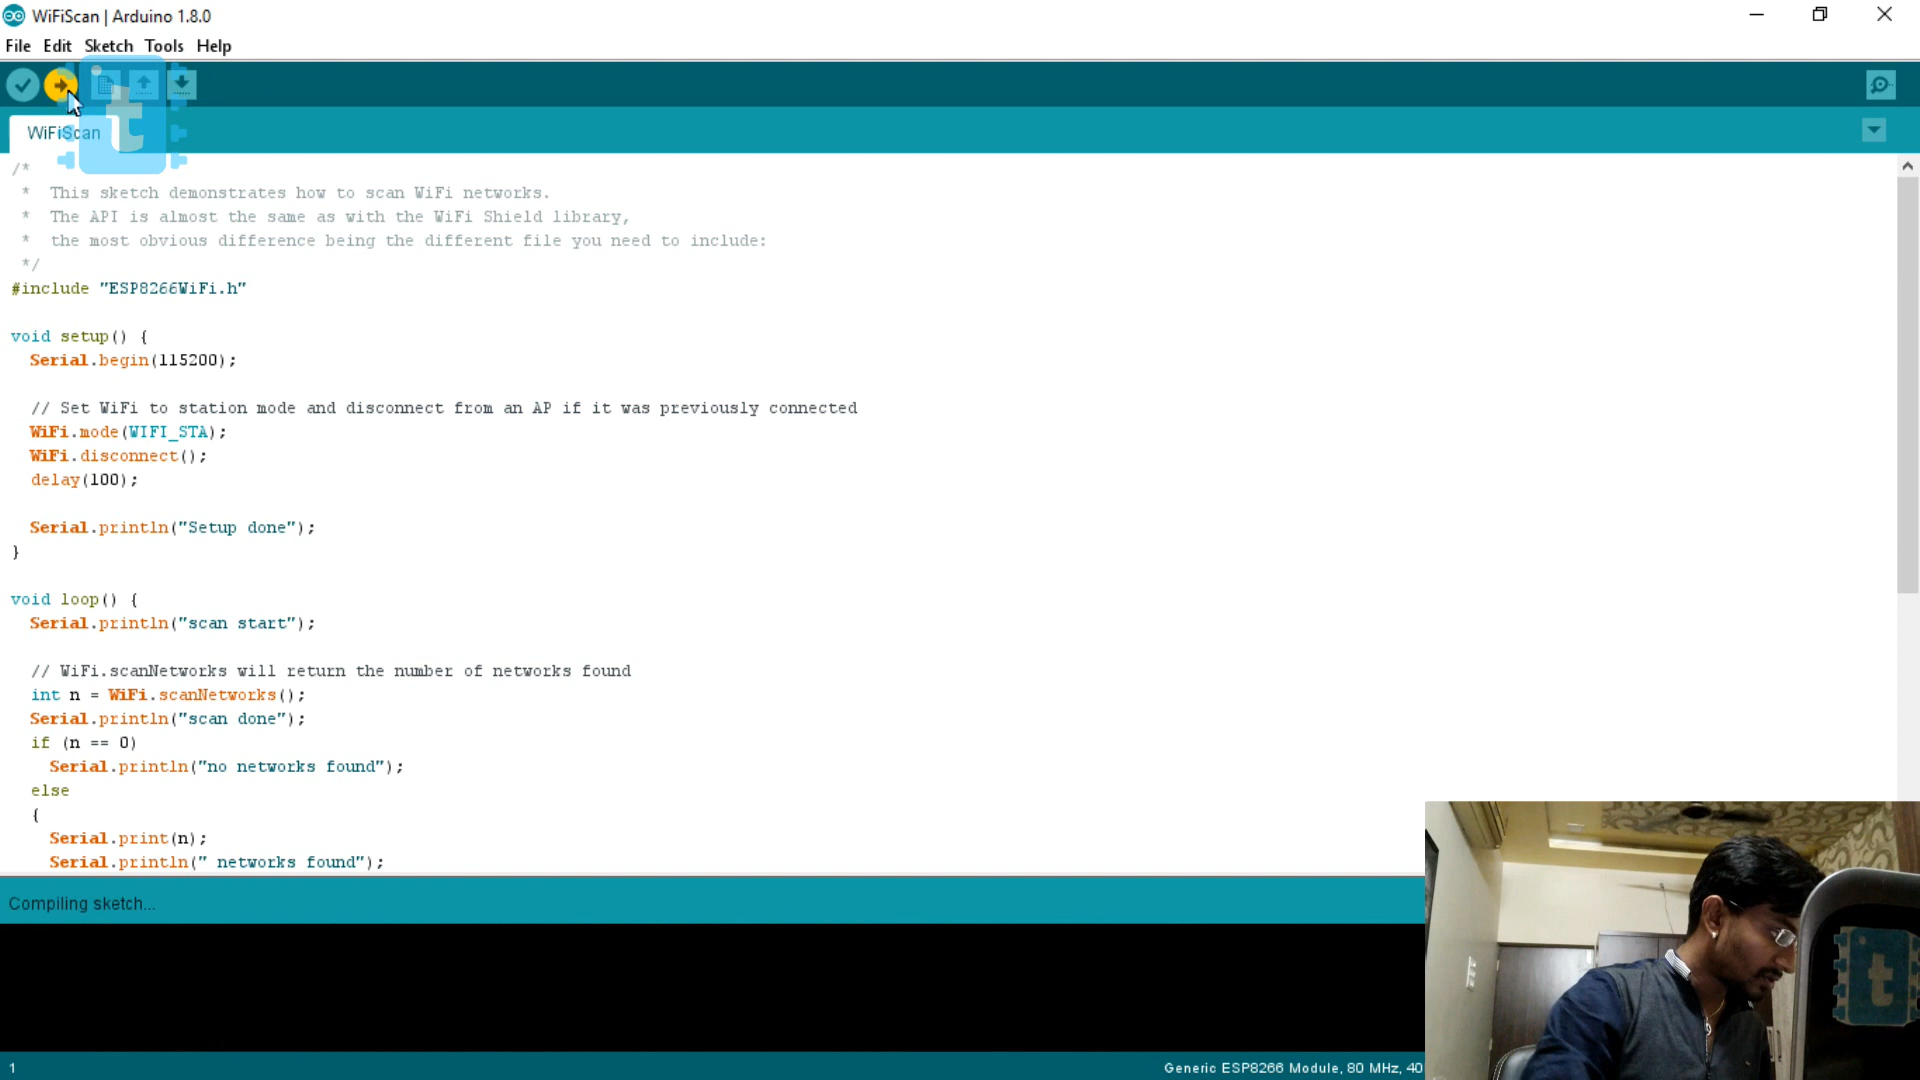 WiFiScan | Arduino 1.8.0
File Edit Sketch Tools Help
t
WiFiScan
/*
 *  This sketch demonstrates how to scan WiFi networks.
 *  The API is almost the same as with the WiFi Shield library,
 *  the most obvious difference being the different file you need to include:
 */
#include "ESP8266WiFi.h"
void setup() {
  Serial.begin(115200);
  // Set WiFi to station mode and disconnect from an AP if it was previously connected
  WiFi.mode(WIFI_STA);
  WiFi.disconnect();
  delay(100);
  Serial.println("Setup done");
}
void loop() {
  Serial.println("scan start");
  // WiFi.scanNetworks will return the number of networks found
  int n = WiFi.scanNetworks();
  Serial.println("scan done");
  if (n == 0)
    Serial.println("no networks found");
  else
  {
    Serial.print(n);
    Serial.println(" networks found");
Compiling sketch...
t
1
Generic ESP8266 Module, 80 MHz, 40